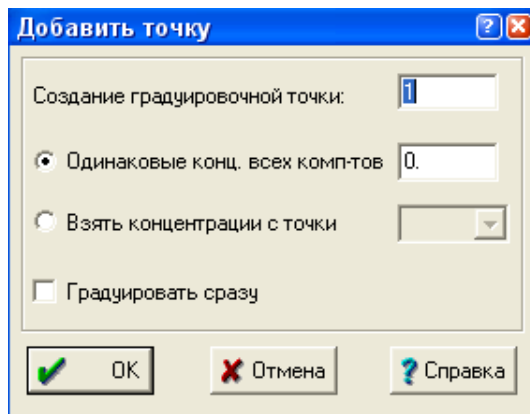 Добавить точку
Создание градуировочной точки: 1
Одинаковые конц. всех комп-тов 0.
Взять концентрации с точки
Градуировать сразу
ОК Отмена ? Справка